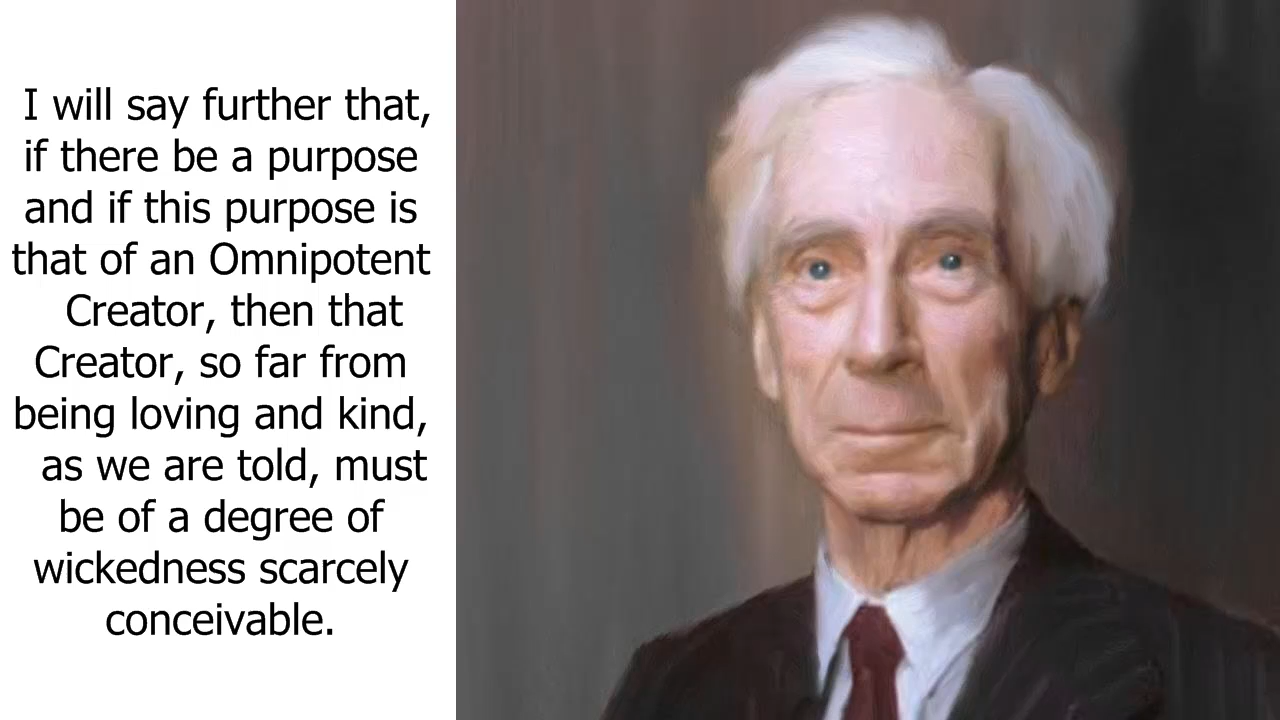 I will say further that,
if there be a purpose
and if this purpose is
that of an Omnipotent
Creator, then that
Creator, so far from
being loving and kind,
as we are told, must
be of a degree of
wickedness scarcely
conceivable.